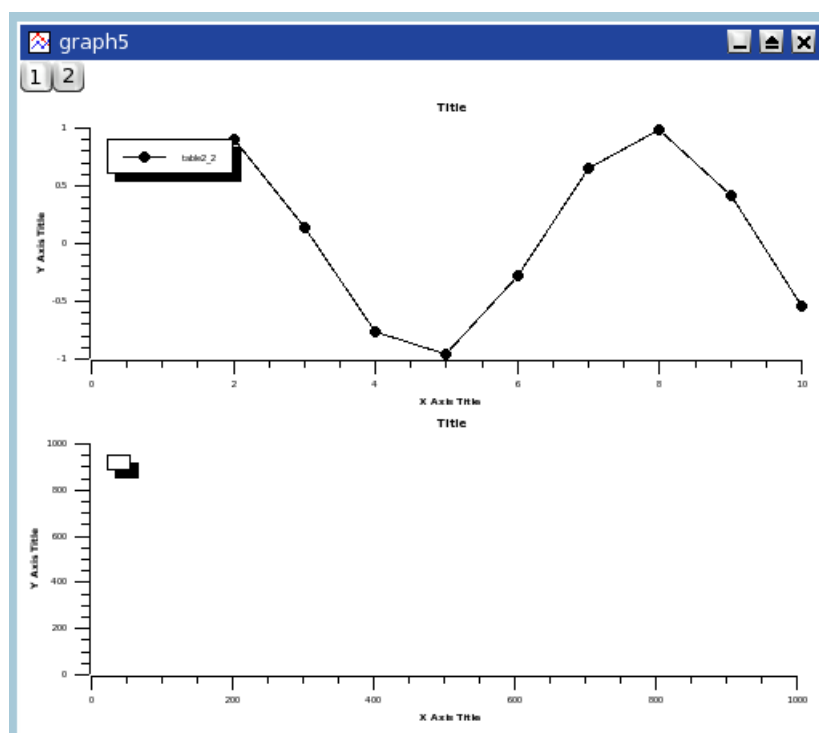 graph5
1 2
Title
1
table2_2
0.5
0
-0.5
-1
Y Axis Title
0 2 4 6 8 10
X Axis Title
Title
1000
800
600
400
200
0
Y Axis Title
0 200 400 600 800 1000
X Axis Title